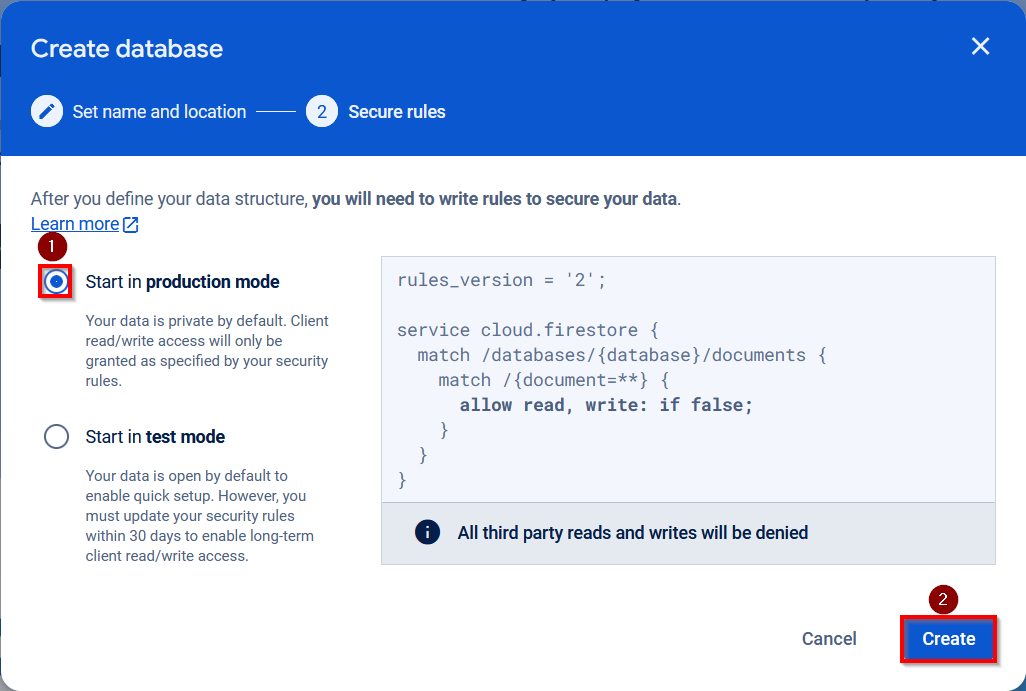 Create database
Set name and location
2 Secure rules
After you define your data structure, you will need to write rules to secure your data.
Learn more
1
Start in production mode
Your data is private by default. Client
read/write access will only be
granted as specified by your security
rules.
Start in test mode
Your data is open by default to
enable quick setup. However, you
must update your security rules
within 30 days to enable long-term
client read/write access.
rules_version = '2';
service cloud.firestore {
match /databases/{database}/documents {
match /{document=**} {
allow read, write: if false;
}
}
}
i All third party reads and writes will be denied
2
Cancel
Create